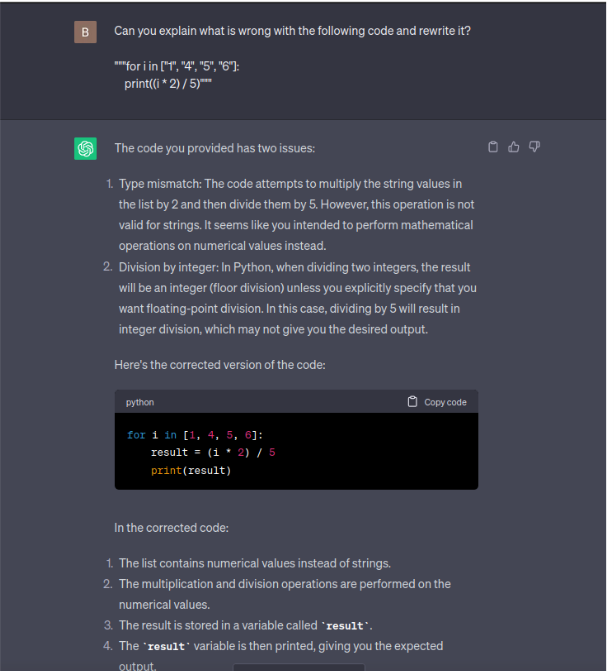 B
Can you explain what is wrong with the following code and rewrite it?
"""for i in ["1", "4", "5", "6"]:
print((i * 2) / 5)"""
The code you provided has two issues:
1. Type mismatch: The code attempts to multiply the string values in
the list by 2 and then divide them by 5. However, this operation is not
valid for strings. It seems like you intended to perform mathematical
operations on numerical values instead.
2. Division by integer: In Python, when dividing two integers, the result
will be an integer (floor division) unless you explicitly specify that you
want floating-point division. In this case, dividing by 5 will result in
integer division, which may not give you the desired output.
Here's the corrected version of the code:
python
Copy code
for i in [1, 4, 5, 6]:
    result = (i * 2) / 5
    print(result)
In the corrected code:
1. The list contains numerical values instead of strings.
2. The multiplication and division operations are performed on the
numerical values.
3. The result is stored in a variable called `result`.
4. The `result` variable is then printed, giving you the expected
output.